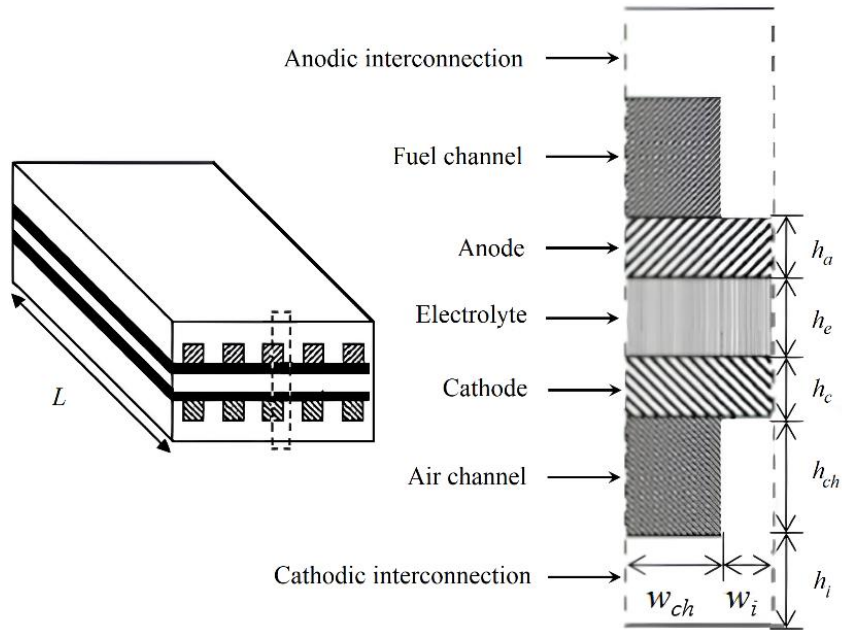 Anodic interconnection
Fuel channel
Anode
Electrolyte
Cathode
Air channel
Cathodic interconnection
L
h_a
h_e
h_c
h_ch
h_i
w_ch
w_i